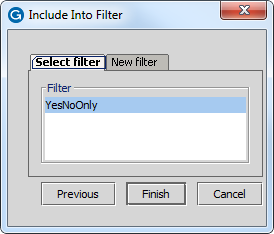 Include Into Filter
Select filter New filter
Filter
YesNoOnly
Previous Finish Cancel